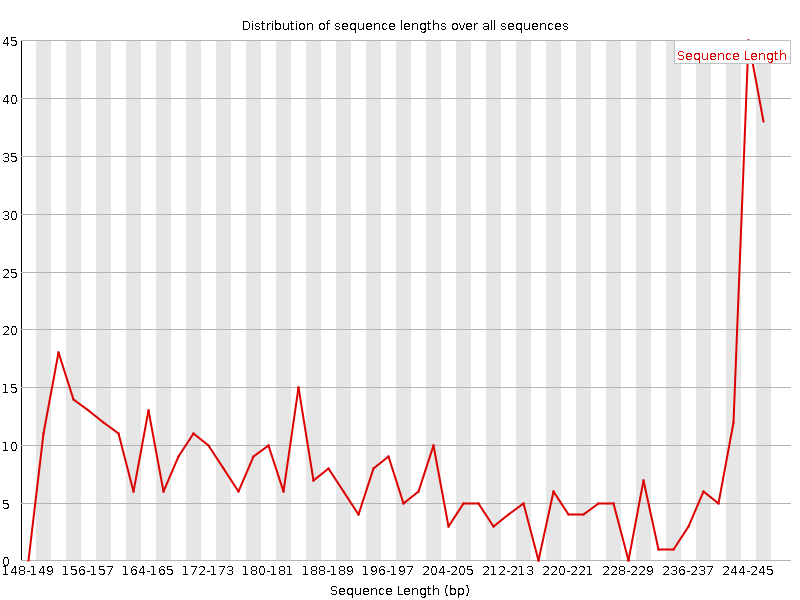 Distribution of sequence lengths over all sequences
45
Sequence Length
40
35
30
25
20
15
10
5
0
148-149 156-157 164-165 172-173 180-181 188-189 196-197 204-205 212-213 220-221 228-229 236-237 244-245
Sequence Length (bp)